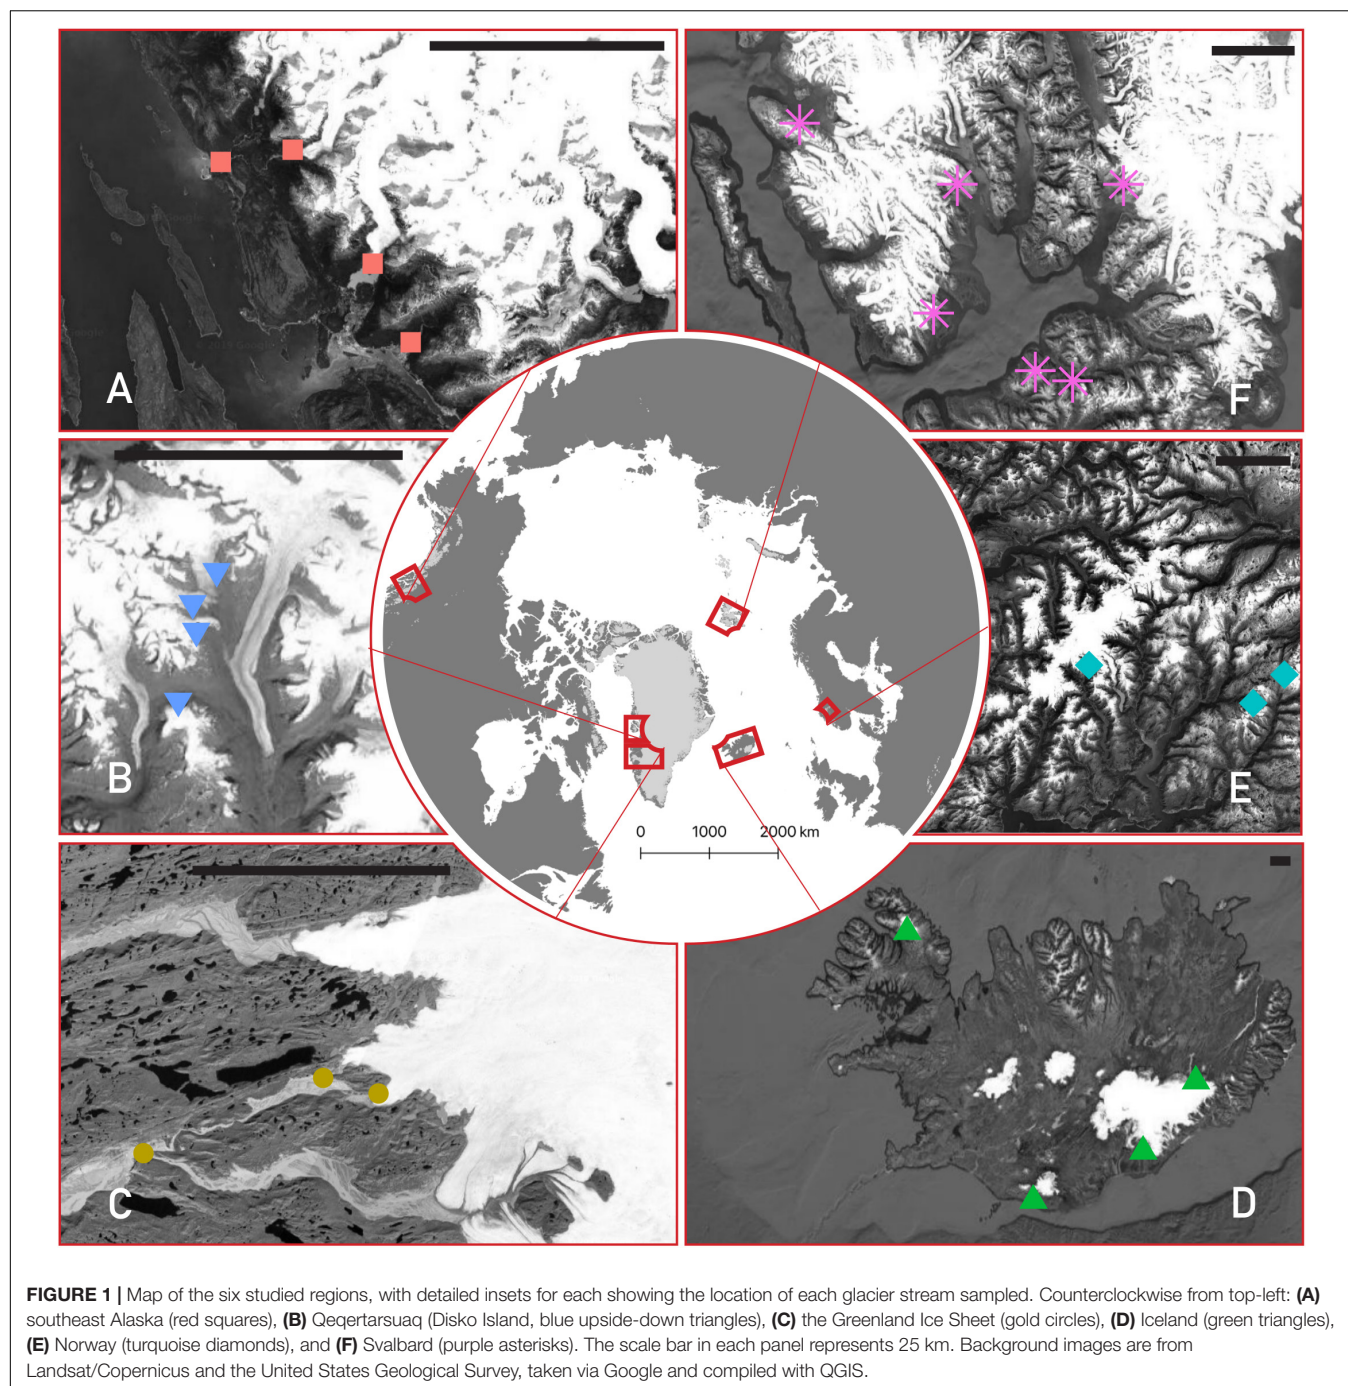 A
F
B
E
0 1000 2000 km
C
D
FIGURE 1 | Map of the six studied regions, with detailed insets for each showing the location of each glacier stream sampled. Counterclockwise from top-left: (A)
southeast Alaska (red squares), (B) Qeqertarsuaq (Disko Island, blue upside-down triangles), (C) the Greenland Ice Sheet (gold circles), (D) Iceland (green triangles),
(E) Norway (turquoise diamonds), and (F) Svalbard (purple asterisks). The scale bar in each panel represents 25 km. Background images are from
Landsat/Copernicus and the United States Geological Survey, taken via Google and compiled with QGIS.